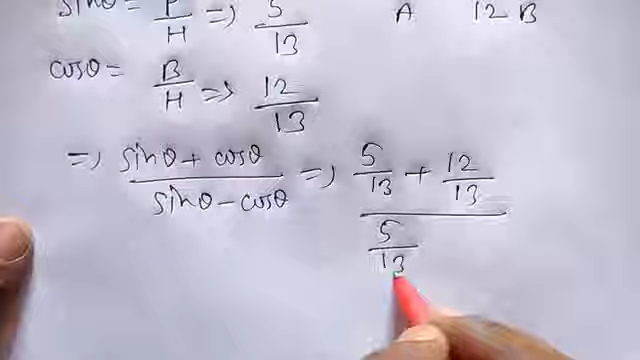 sinθ = P/H => 5/13 A 12 B
cosθ = B/H => 12/13
=> sinθ + cosθ / sinθ - cosθ => 5/13 + 12/13 / 5/13